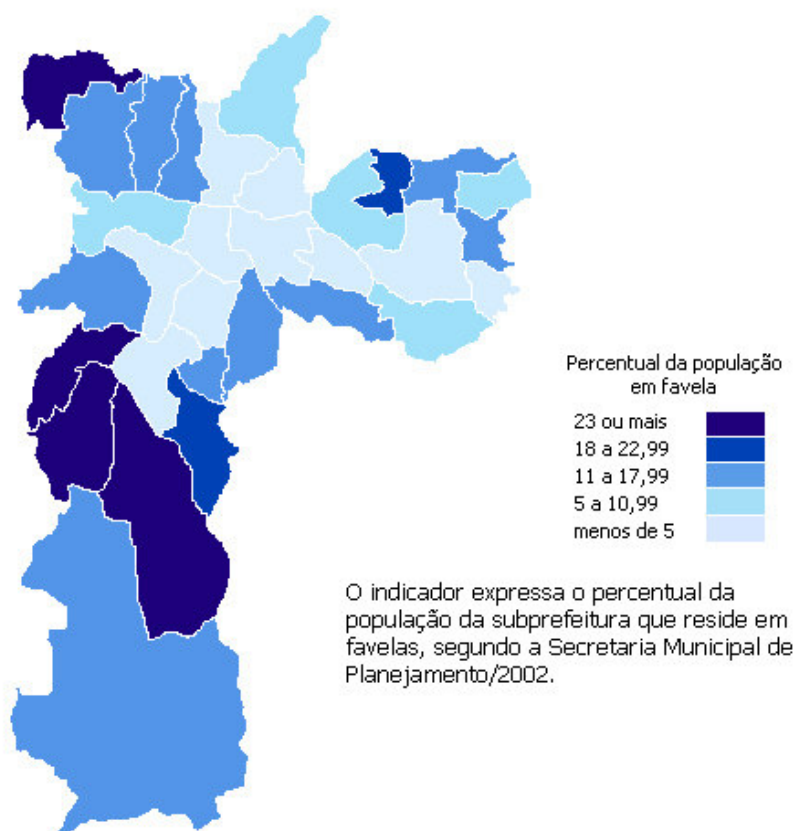 Percentual da população
em favela
23 ou mais
18 a 22,99
11 a 17,99
5 a 10,99
menos de 5
O indicador expressa o percentual da
população da subprefeitura que reside em
favelas, segundo a Secretaria Municipal de
Planejamento/2002.